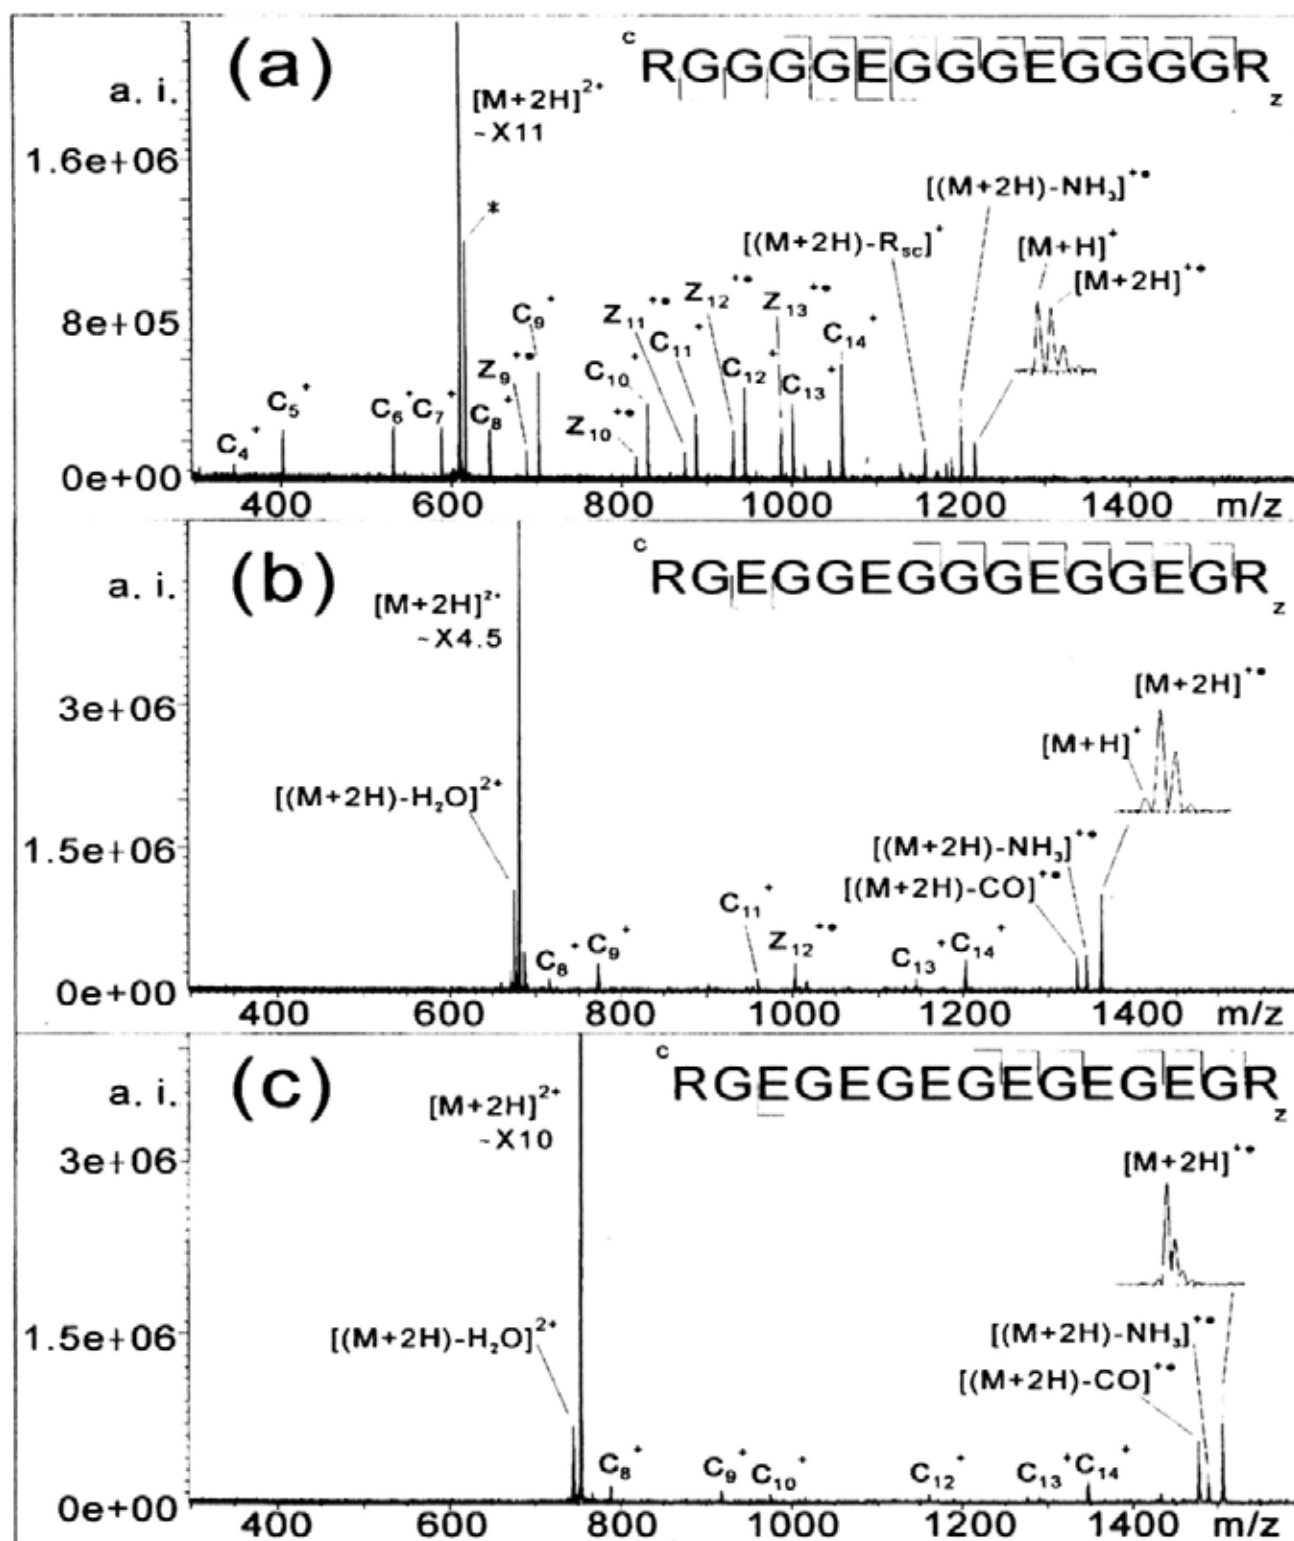 (a)
c RGGGGEGGGEGGGGR z
a. i.
[M+2H]²⁺
~X11
1.6e+06
*
[(M+2H)-NH₃]⁺•
[(M+2H)-R_SC]⁺
[M+H]⁺
[M+2H]⁺•
8e+05
C₄⁺ C₅⁺ C₆⁺ C₇⁺ C₈⁺ Z₉⁺• C₉⁺ Z₁₀⁺• C₁₀⁺ Z₁₁⁺• C₁₁⁺ Z₁₂⁺• C₁₂⁺ Z₁₃⁺• C₁₃⁺ C₁₄⁺
0e+00
400 600 800 1000 1200 1400 m/z
(b)
c RGEGGEGGGEGGEGR z
a. i.
[M+2H]²⁺
~X4.5
3e+06
[M+2H]⁺•
[M+H]⁺
[(M+2H)-H₂O]²⁺
1.5e+06
[(M+2H)-NH₃]⁺•
[(M+2H)-CO]⁺•
C₈⁺ C₉⁺ C₁₁⁺ Z₁₂⁺• C₁₃⁺ C₁₄⁺
0e+00
400 600 800 1000 1200 1400 m/z
(c)
c RGEGEGEGEGEGEGR z
a. i.
[M+2H]²⁺
~X10
3e+06
[M+2H]⁺•
1.5e+06
[(M+2H)-H₂O]²⁺
[(M+2H)-NH₃]⁺•
[(M+2H)-CO]⁺•
C₈⁺ C₉⁺ C₁₀⁺ C₁₂⁺ C₁₃⁺ C₁₄⁺
0e+00
400 600 800 1000 1200 1400 m/z